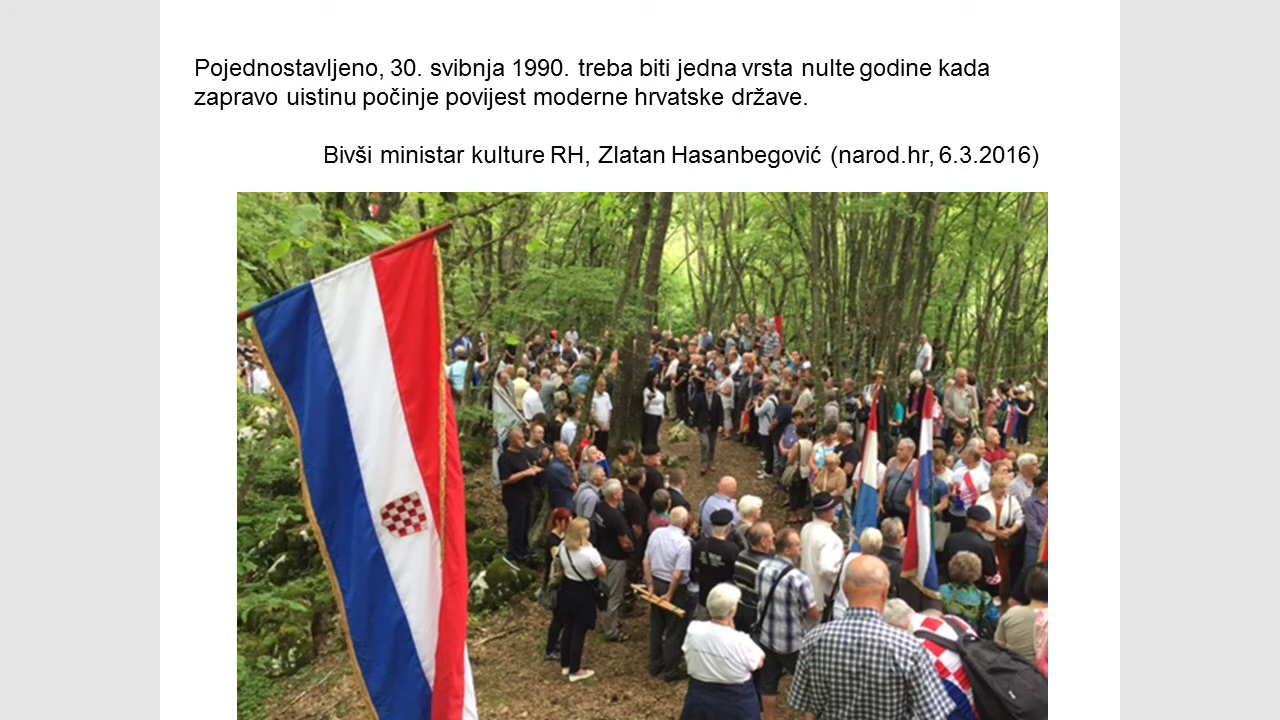 Pojednostavljeno, 30. svibnja 1990. treba biti jedna vrsta nulte godine kada
zapravo uistinu počinje povijest moderne hrvatske države.
Bivši ministar kulture RH, Zlatan Hasanbegović (narod.hr, 6.3.2016)